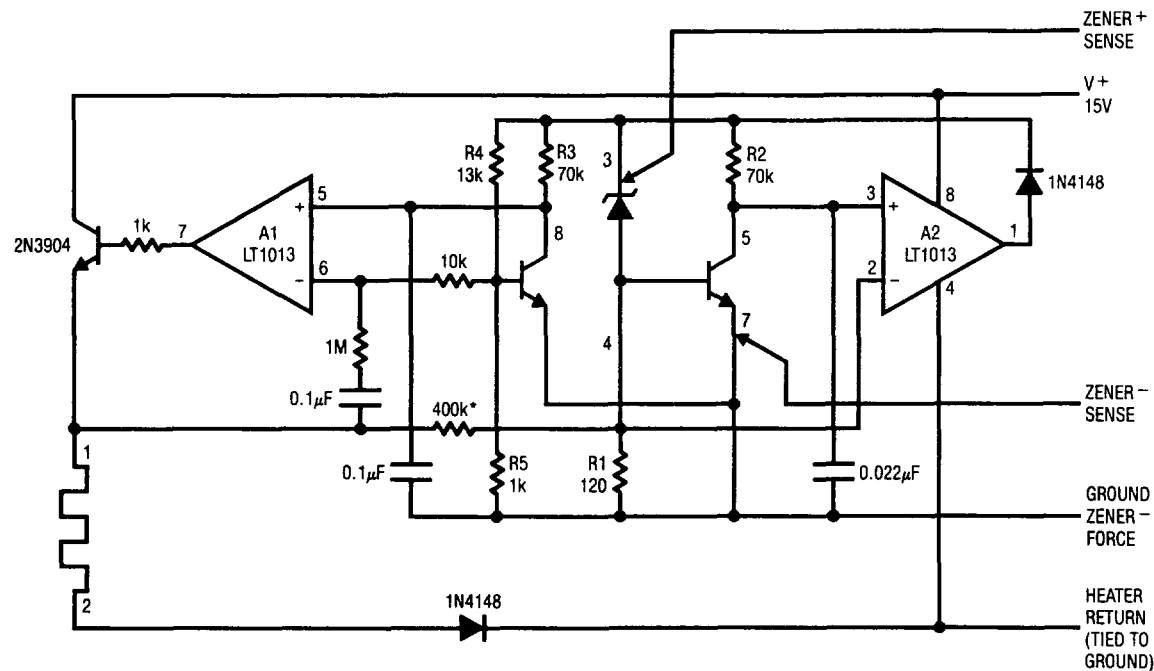 ZENER +
SENSE
V +
15V
R4
13k
R3
70k
3
R2
70k
1N4148
2N3904
1k
7
A1
LT1013
5
+
6
−
8
10k
5
3
+
A2
LT1013
8
1
2
−
4
1M
0.1µF
4
7
400k*
ZENER −
SENSE
1
0.1µF
R5
1k
R1
120
0.022µF
GROUND
ZENER −
FORCE
2
1N4148
HEATER
RETURN
(TIED TO
GROUND)